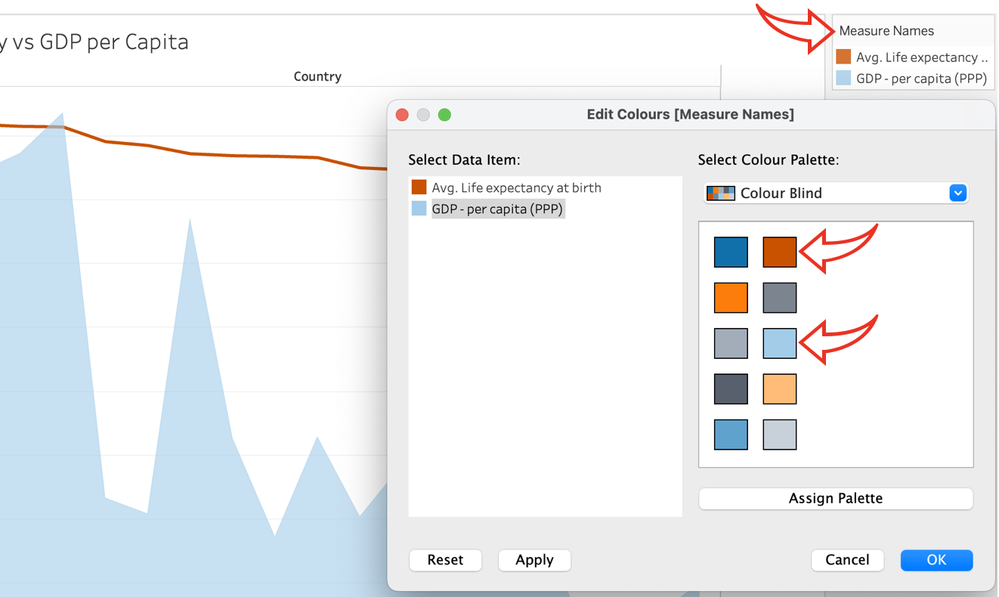 y vs GDP per Capita
Country
Measure Names
Avg. Life expectancy ..
GDP - per capita (PPP)
Edit Colours [Measure Names]
Select Data Item:
Avg. Life expectancy at birth
GDP - per capita (PPP)
Select Colour Palette:
Colour Blind
Assign Palette
Reset
Apply
Cancel
OK